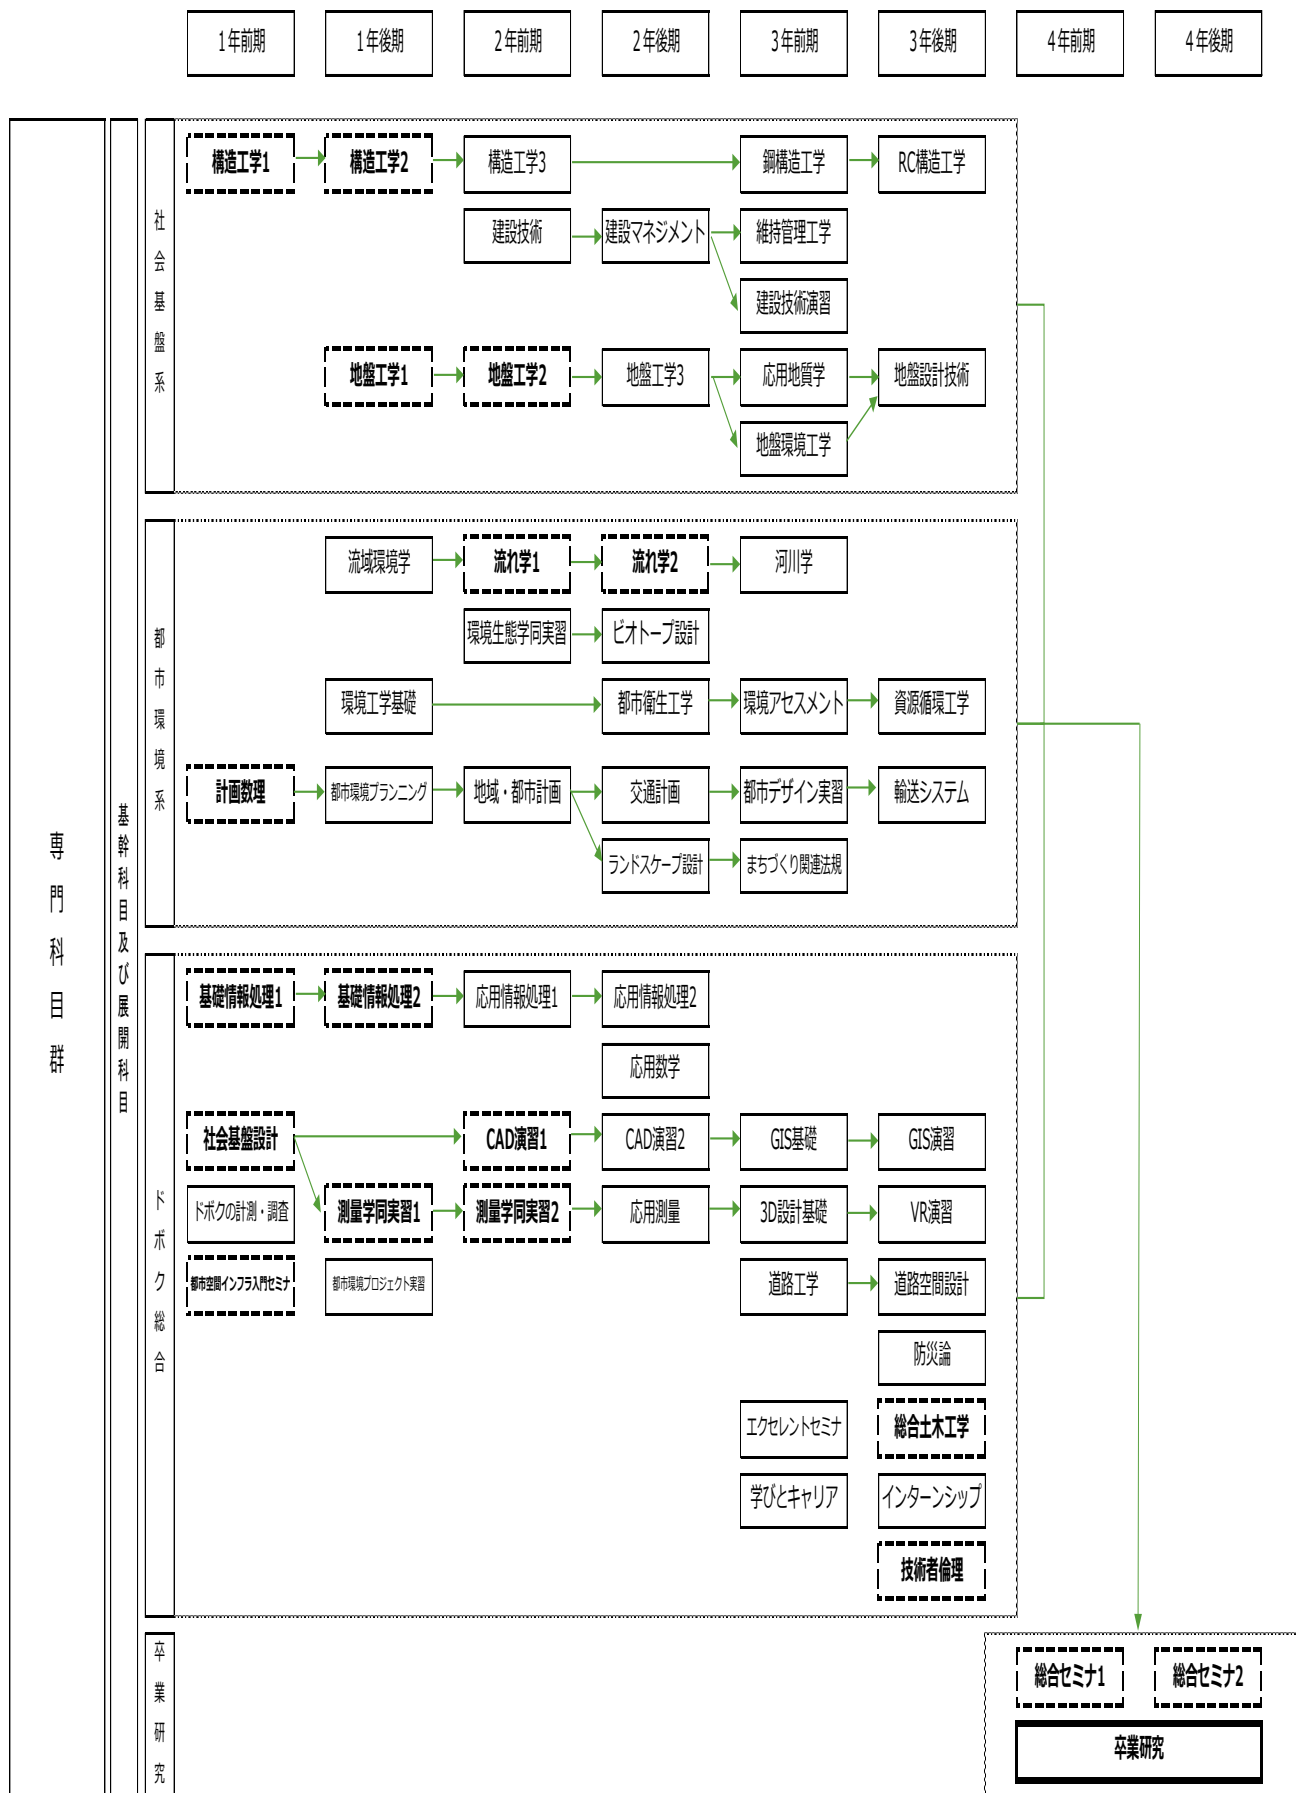 1年前期
1年後期
2年前期
2年後期
3年前期
3年後期
4年前期
4年後期
専門科目群
基幹科目及び展開科目
社会基盤系
構造工学1
構造工学2
構造工学3
鋼構造工学
RC構造工学
建設技術
建設マネジメント
維持管理工学
建設技術演習
地盤工学1
地盤工学2
地盤工学3
応用地質学
地盤設計技術
地盤環境工学
都市環境系
流域環境学
流れ学1
流れ学2
河川学
環境生態学同実習
ビオトープ設計
環境工学基礎
都市衛生工学
環境アセスメント
資源循環工学
計画数理
都市環境プランニング
地域・都市計画
交通計画
都市デザイン実習
輸送システム
ランドスケープ設計
まちづくり関連法規
ドボク総合
基礎情報処理1
基礎情報処理2
応用情報処理1
応用情報処理2
応用数学
社会基盤設計
CAD演習1
CAD演習2
GIS基礎
GIS演習
ドボクの計測・調査
測量学同実習1
測量学同実習2
応用測量
3D設計基礎
VR演習
都市空間インフラ入門セミナ
都市環境プロジェクト実習
道路工学
道路空間設計
防災論
エクセレントセミナ
総合土木工学
学びとキャリア
インターンシップ
技術者倫理
卒業研究
総合セミナ1
総合セミナ2
卒業研究